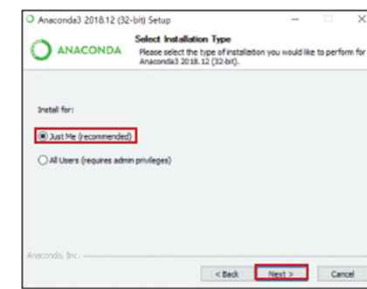 Anaconda3 2018.12 (32-bit) Setup
ANACONDA
Select Installation Type
Please select the type of installation you would like to perform for
Anaconda3 2018.12 (32-bit).
Install for:
Just Me (recommended)
All Users (requires admin privileges)
Anaconda, Inc.
< Back
Next >
Cancel